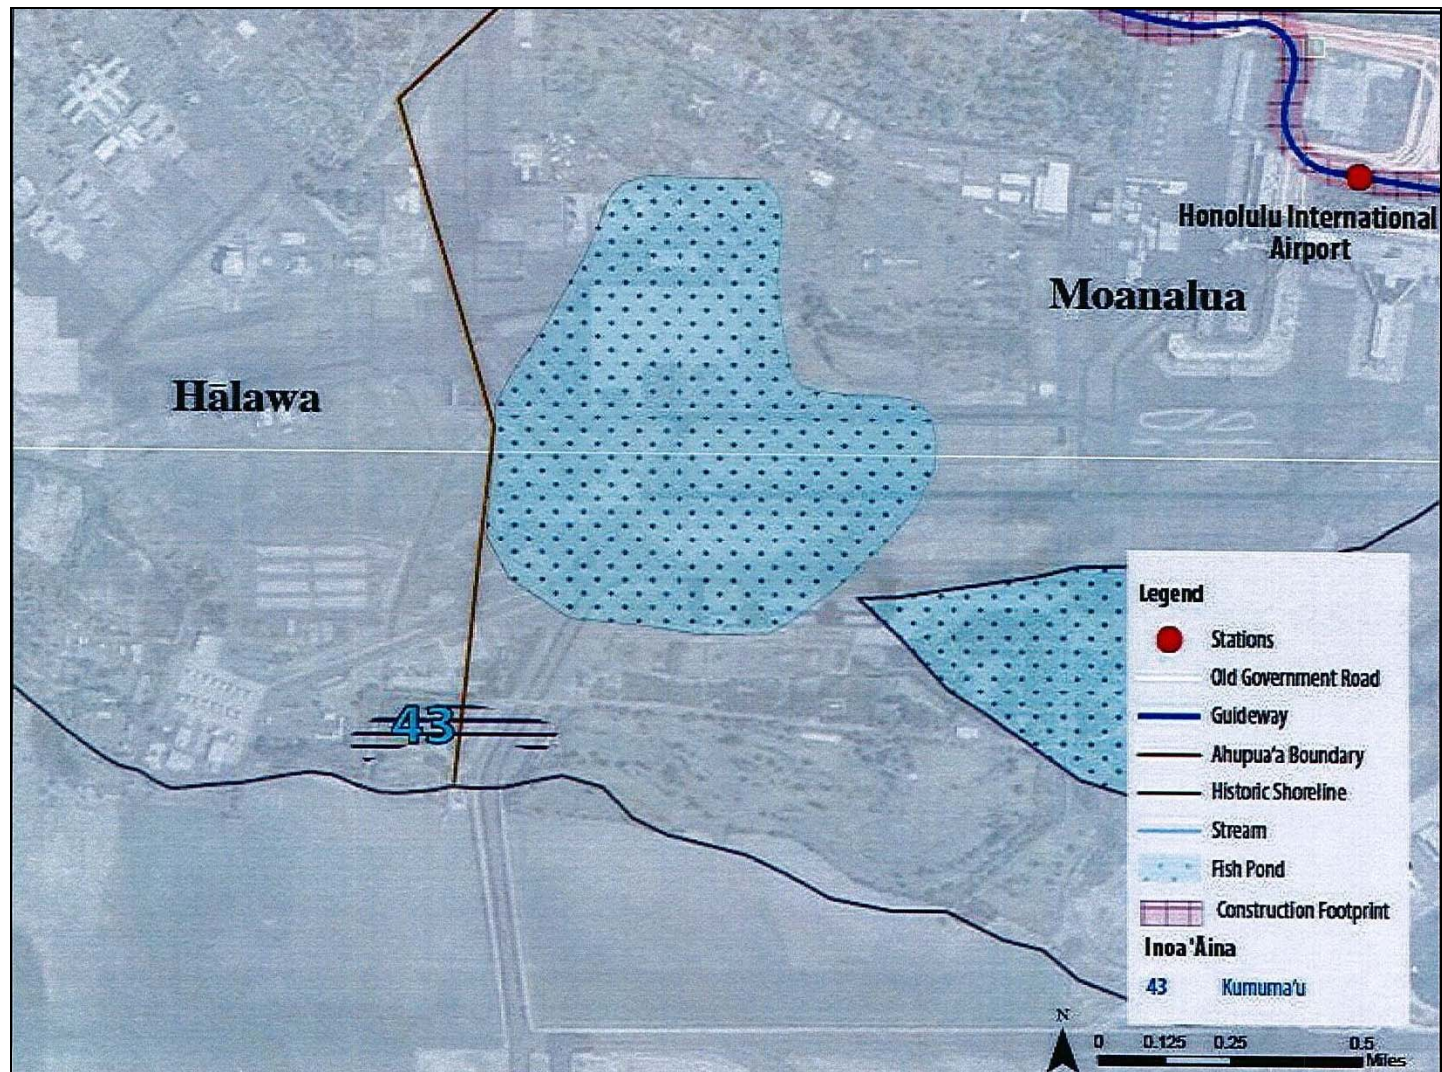 Honolulu International
Airport
Moanalua
Hālawa
43
Legend
Stations
Old Government Road
Guideway
Ahupua'a Boundary
Historic Shoreline
Stream
Fish Pond
Construction Footprint
Inoa 'Āina
43 Kumuma'u
N
0 0.125 0.25 0.5
Miles